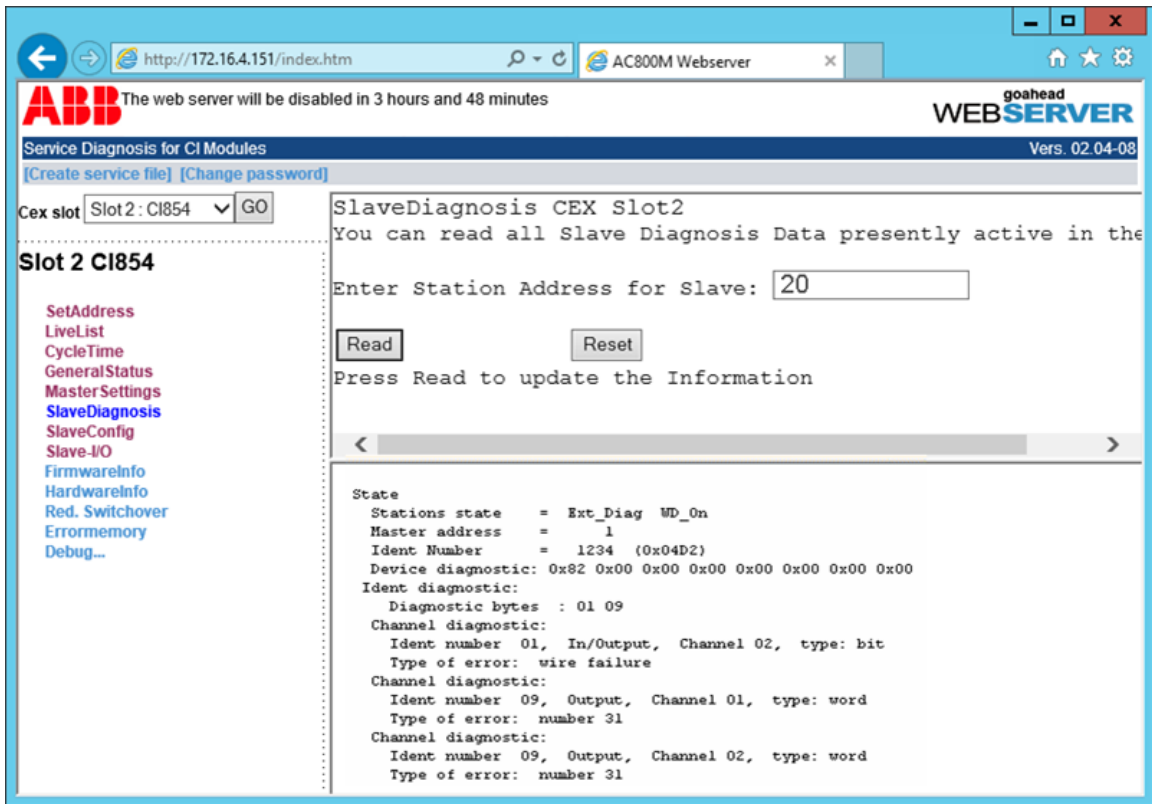 http://172.16.4.151/index.htm
AC800M Webserver
ABB The web server will be disabled in 3 hours and 48 minutes
goahead
WEBSERVER
Service Diagnosis for CI Modules Vers. 02.04-08
[Create service file] [Change password]
Cex slot Slot 2 : CI854 GO
Slot 2 CI854
SetAddress
LiveList
CycleTime
GeneralStatus
MasterSettings
SlaveDiagnosis
SlaveConfig
Slave-I/O
FirmwareInfo
HardwareInfo
Red. Switchover
Errormemory
Debug...
SlaveDiagnosis CEX Slot2
You can read all Slave Diagnosis Data presently active in the
Enter Station Address for Slave: 20
Read Reset
Press Read to update the Information
State
Stations state = Ext_Diag WD_On
Master address = 1
Ident Number = 1234 (0x04D2)
Device diagnostic: 0x82 0x00 0x00 0x00 0x00 0x00 0x00 0x00
Ident diagnostic:
Diagnostic bytes : 01 09
Channel diagnostic:
Ident number 01, In/Output, Channel 02, type: bit
Type of error: wire failure
Channel diagnostic:
Ident number 09, Output, Channel 01, type: word
Type of error: number 31
Channel diagnostic:
Ident number 09, Output, Channel 02, type: word
Type of error: number 31